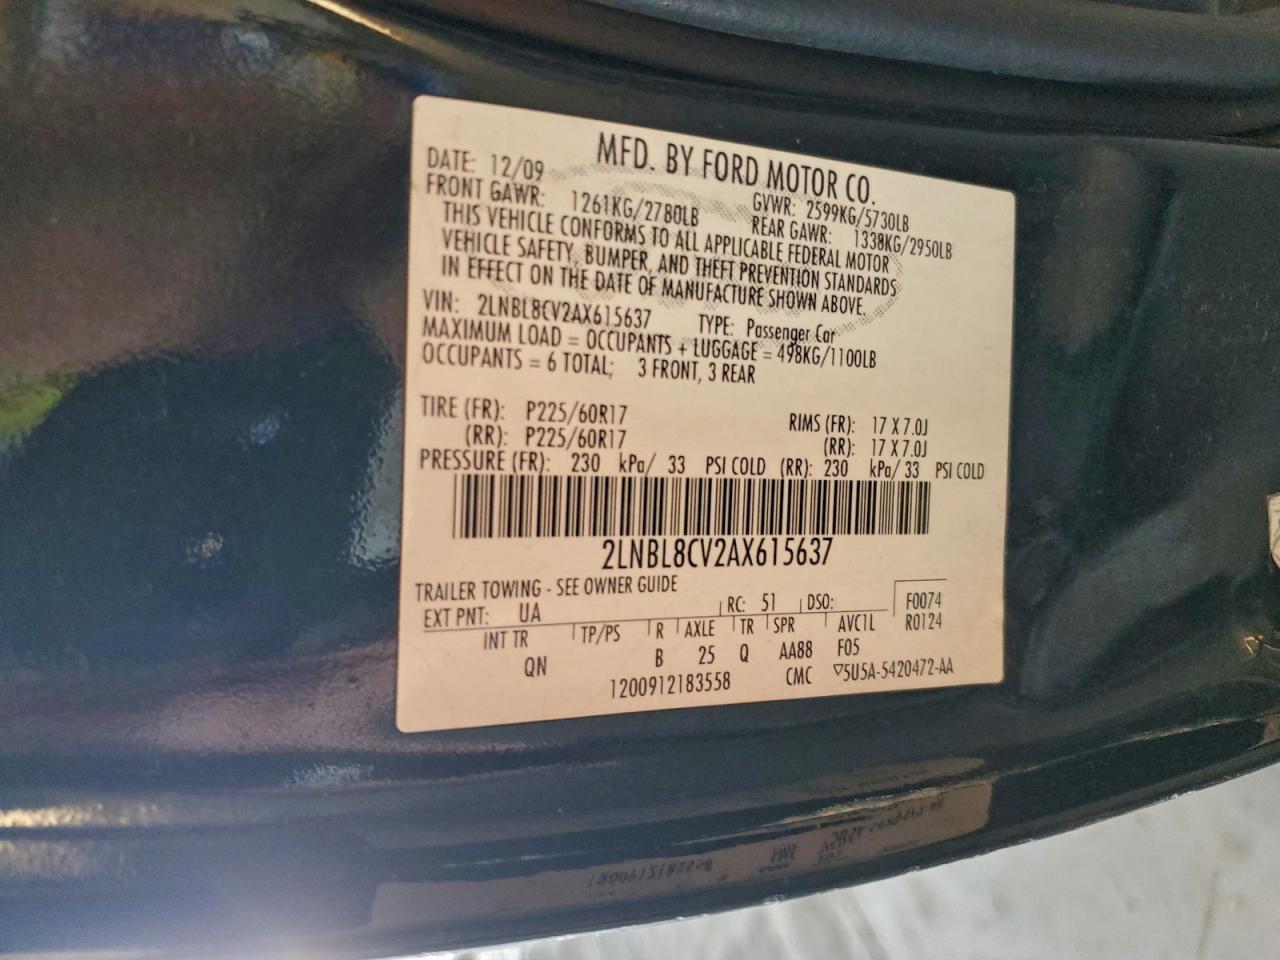 MFD. BY FORD MOTOR CO.
DATE: 12/09 GVWR: 2599KG/5730LB
FRONT GAWR: 1261KG/2780LB REAR GAWR: 1338KG/2950LB
THIS VEHICLE CONFORMS TO ALL APPLICABLE FEDERAL MOTOR
VEHICLE SAFETY, BUMPER, AND THEFT PREVENTION STANDARDS
IN EFFECT ON THE DATE OF MANUFACTURE SHOWN ABOVE.
VIN: 2LNBL8CV2AX615637 TYPE: Passenger Car
MAXIMUM LOAD = OCCUPANTS + LUGGAGE = 498KG/1100LB
OCCUPANTS = 6 TOTAL; 3 FRONT, 3 REAR
TIRE (FR): P225/60R17 RIMS (FR): 17 X 7.0J
(RR): P225/60R17 (RR): 17 X 7.0J
PRESSURE (FR): 230 kPa/ 33 PSI COLD (RR): 230 kPa/ 33 PSI COLD
2LNBL8CV2AX615637
TRAILER TOWING - SEE OWNER GUIDE
EXT PNT: UA RC: 51 DSO: F0074
R0124
INT TR TP/PS R AXLE TR SPR AVC1L
QN B 25 Q AA88 F05
1200912183558 CMC ▽5U5A-5420472-AA